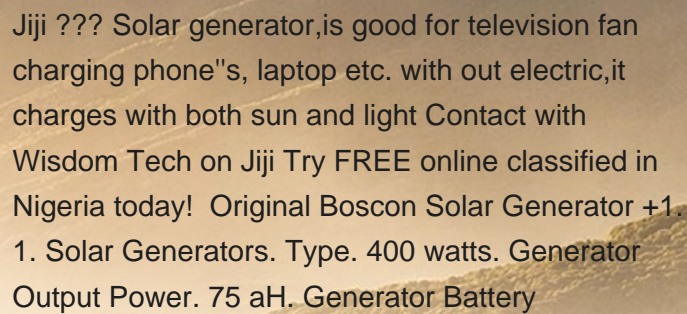 Jiji ??? Solar generator,is good for television fan
charging phone"s, laptop etc. with out electric,it
charges with both sun and light Contact with
Wisdom Tech on Jiji Try FREE online classified in
Nigeria today!  Original Boscon Solar Generator +1.
1. Solar Generators. Type. 400 watts. Generator
Output Power. 75 aH. Generator Battery